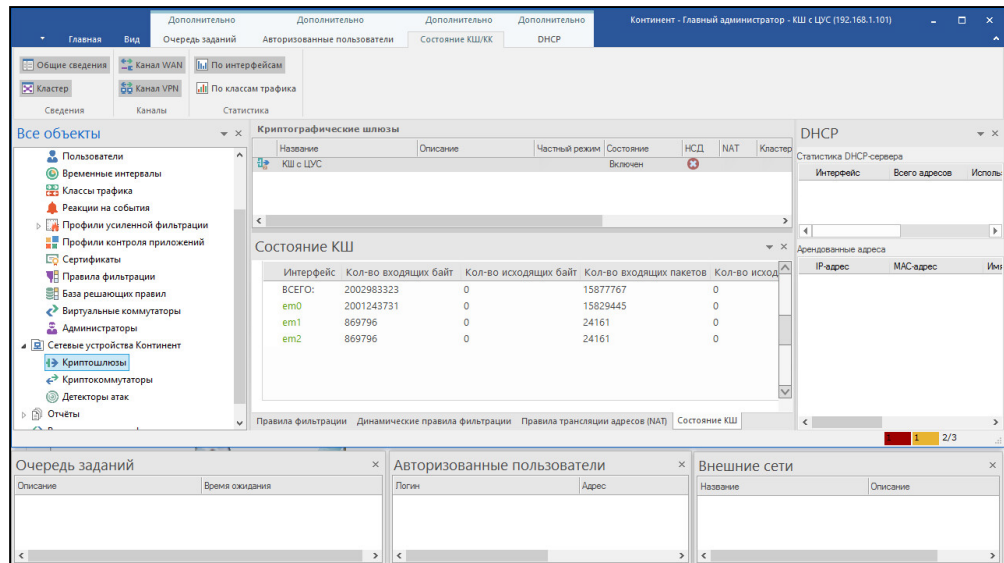 Дополнительно Дополнительно Дополнительно Дополнительно Континент - Главный администратор - КШ с ЦУС (192.168.1.101)
Главная Вид Очередь заданий Авторизованные пользователи Состояние КШ/КК DHCP
Общие сведения Канал WAN По интерфейсам
Кластер Канал VPN По классам трафика
Сведения Каналы Статистика
Все объекты
Пользователи
Временные интервалы
Классы трафика
Реакции на события
Профили усиленной фильтрации
Профили контроля приложений
Сертификаты
Правила фильтрации
База решающих правил
Виртуальные коммутаторы
Администраторы
Сетевые устройства Континент
Криптошлюзы
Криптокоммутаторы
Детекторы атак
Отчёты
Криптографические шлюзы
Название Описание Частный режим Состояние НСД NAT Кластер
КШ с ЦУС Включен
Состояние КШ
Интерфейс Кол-во входящих байт Кол-во исходящих байт Кол-во входящих пакетов Кол-во исход
ВСЕГО: 2002983323 0 15877767 0
em0 2001243731 0 15829445 0
em1 869796 0 24161 0
em2 869796 0 24161 0
Правила фильтрации Динамические правила фильтрации Правила трансляции адресов (NAT) Состояние КШ
DHCP
Статистика DHCP-сервера
Интерфейс Всего адресов Исполь
Арендованные адреса
IP-адрес MAC-адрес Имя
1 1 2/3
Очередь заданий
Описание Время ожидания
Авторизованные пользователи
Логин Адрес
Внешние сети
Название Описание